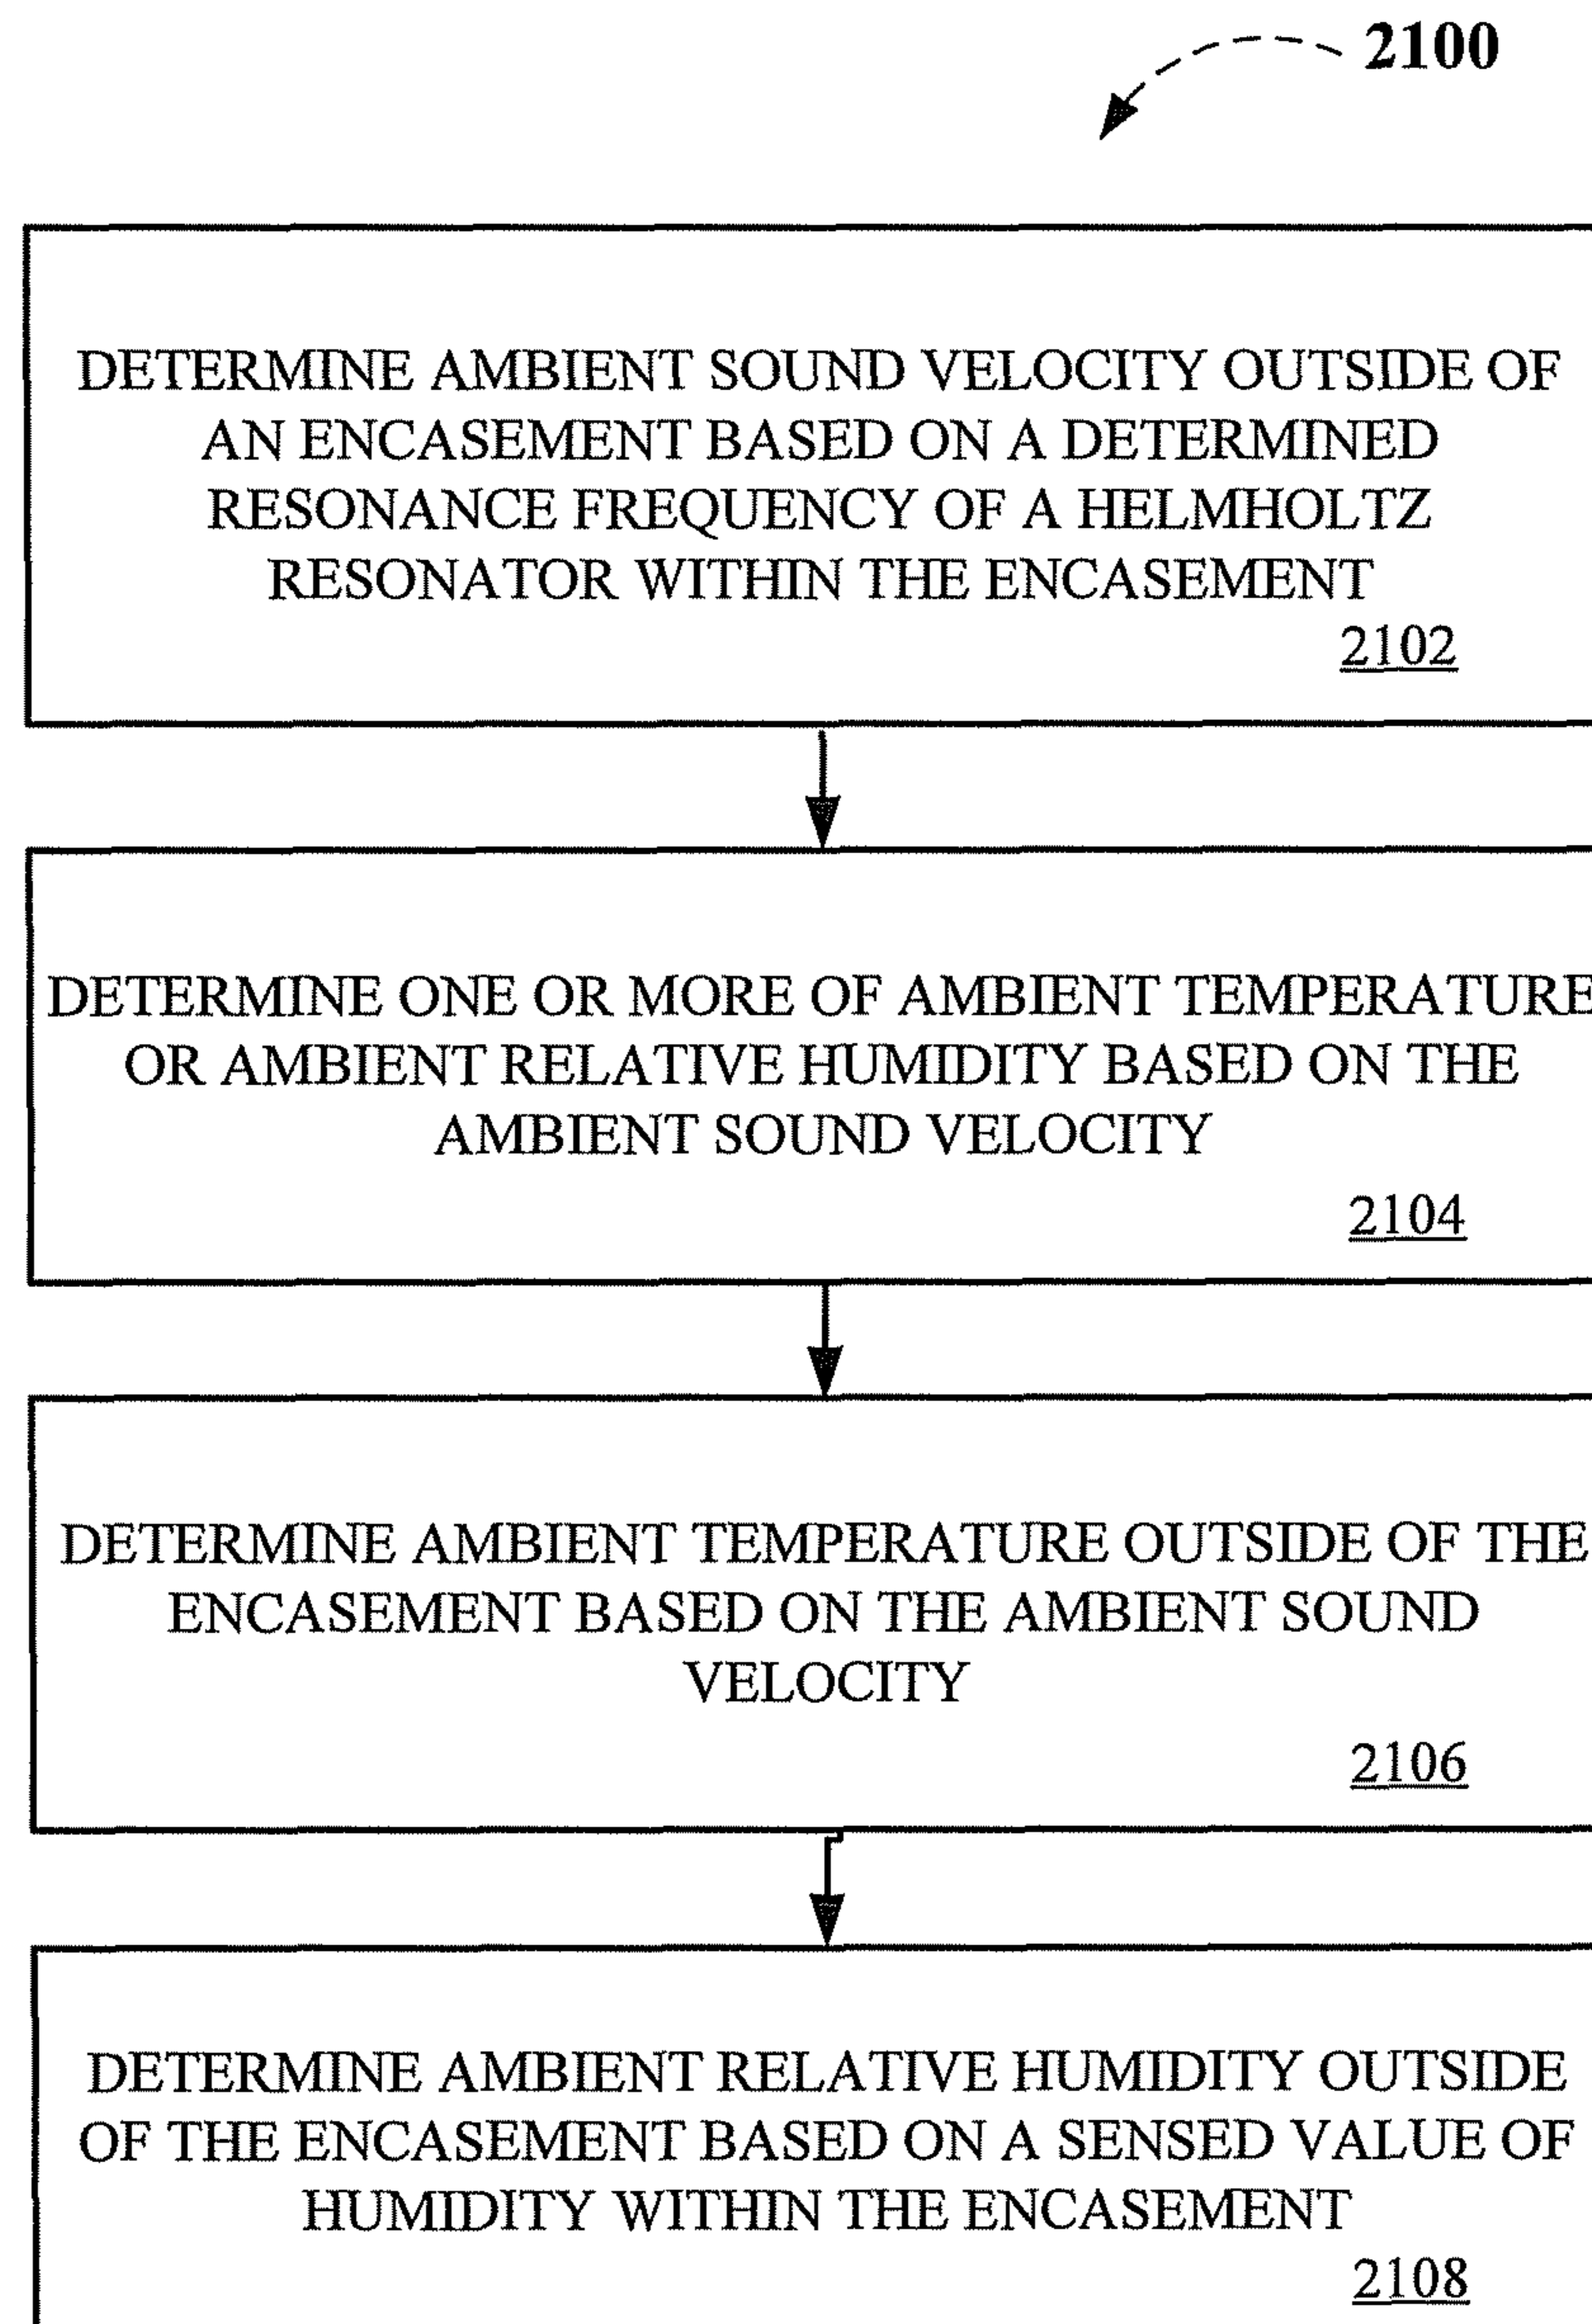 2100
DETERMINE AMBIENT SOUND VELOCITY OUTSIDE OF
AN ENCASEMENT BASED ON A DETERMINED
RESONANCE FREQUENCY OF A HELMHOLTZ
RESONATOR WITHIN THE ENCASEMENT
2102
DETERMINE ONE OR MORE OF AMBIENT TEMPERATURE
OR AMBIENT RELATIVE HUMIDITY BASED ON THE
AMBIENT SOUND VELOCITY
2104
DETERMINE AMBIENT TEMPERATURE OUTSIDE OF THE
ENCASEMENT BASED ON THE AMBIENT SOUND
VELOCITY
2106
DETERMINE AMBIENT RELATIVE HUMIDITY OUTSIDE
OF THE ENCASEMENT BASED ON A SENSED VALUE OF
HUMIDITY WITHIN THE ENCASEMENT
2108